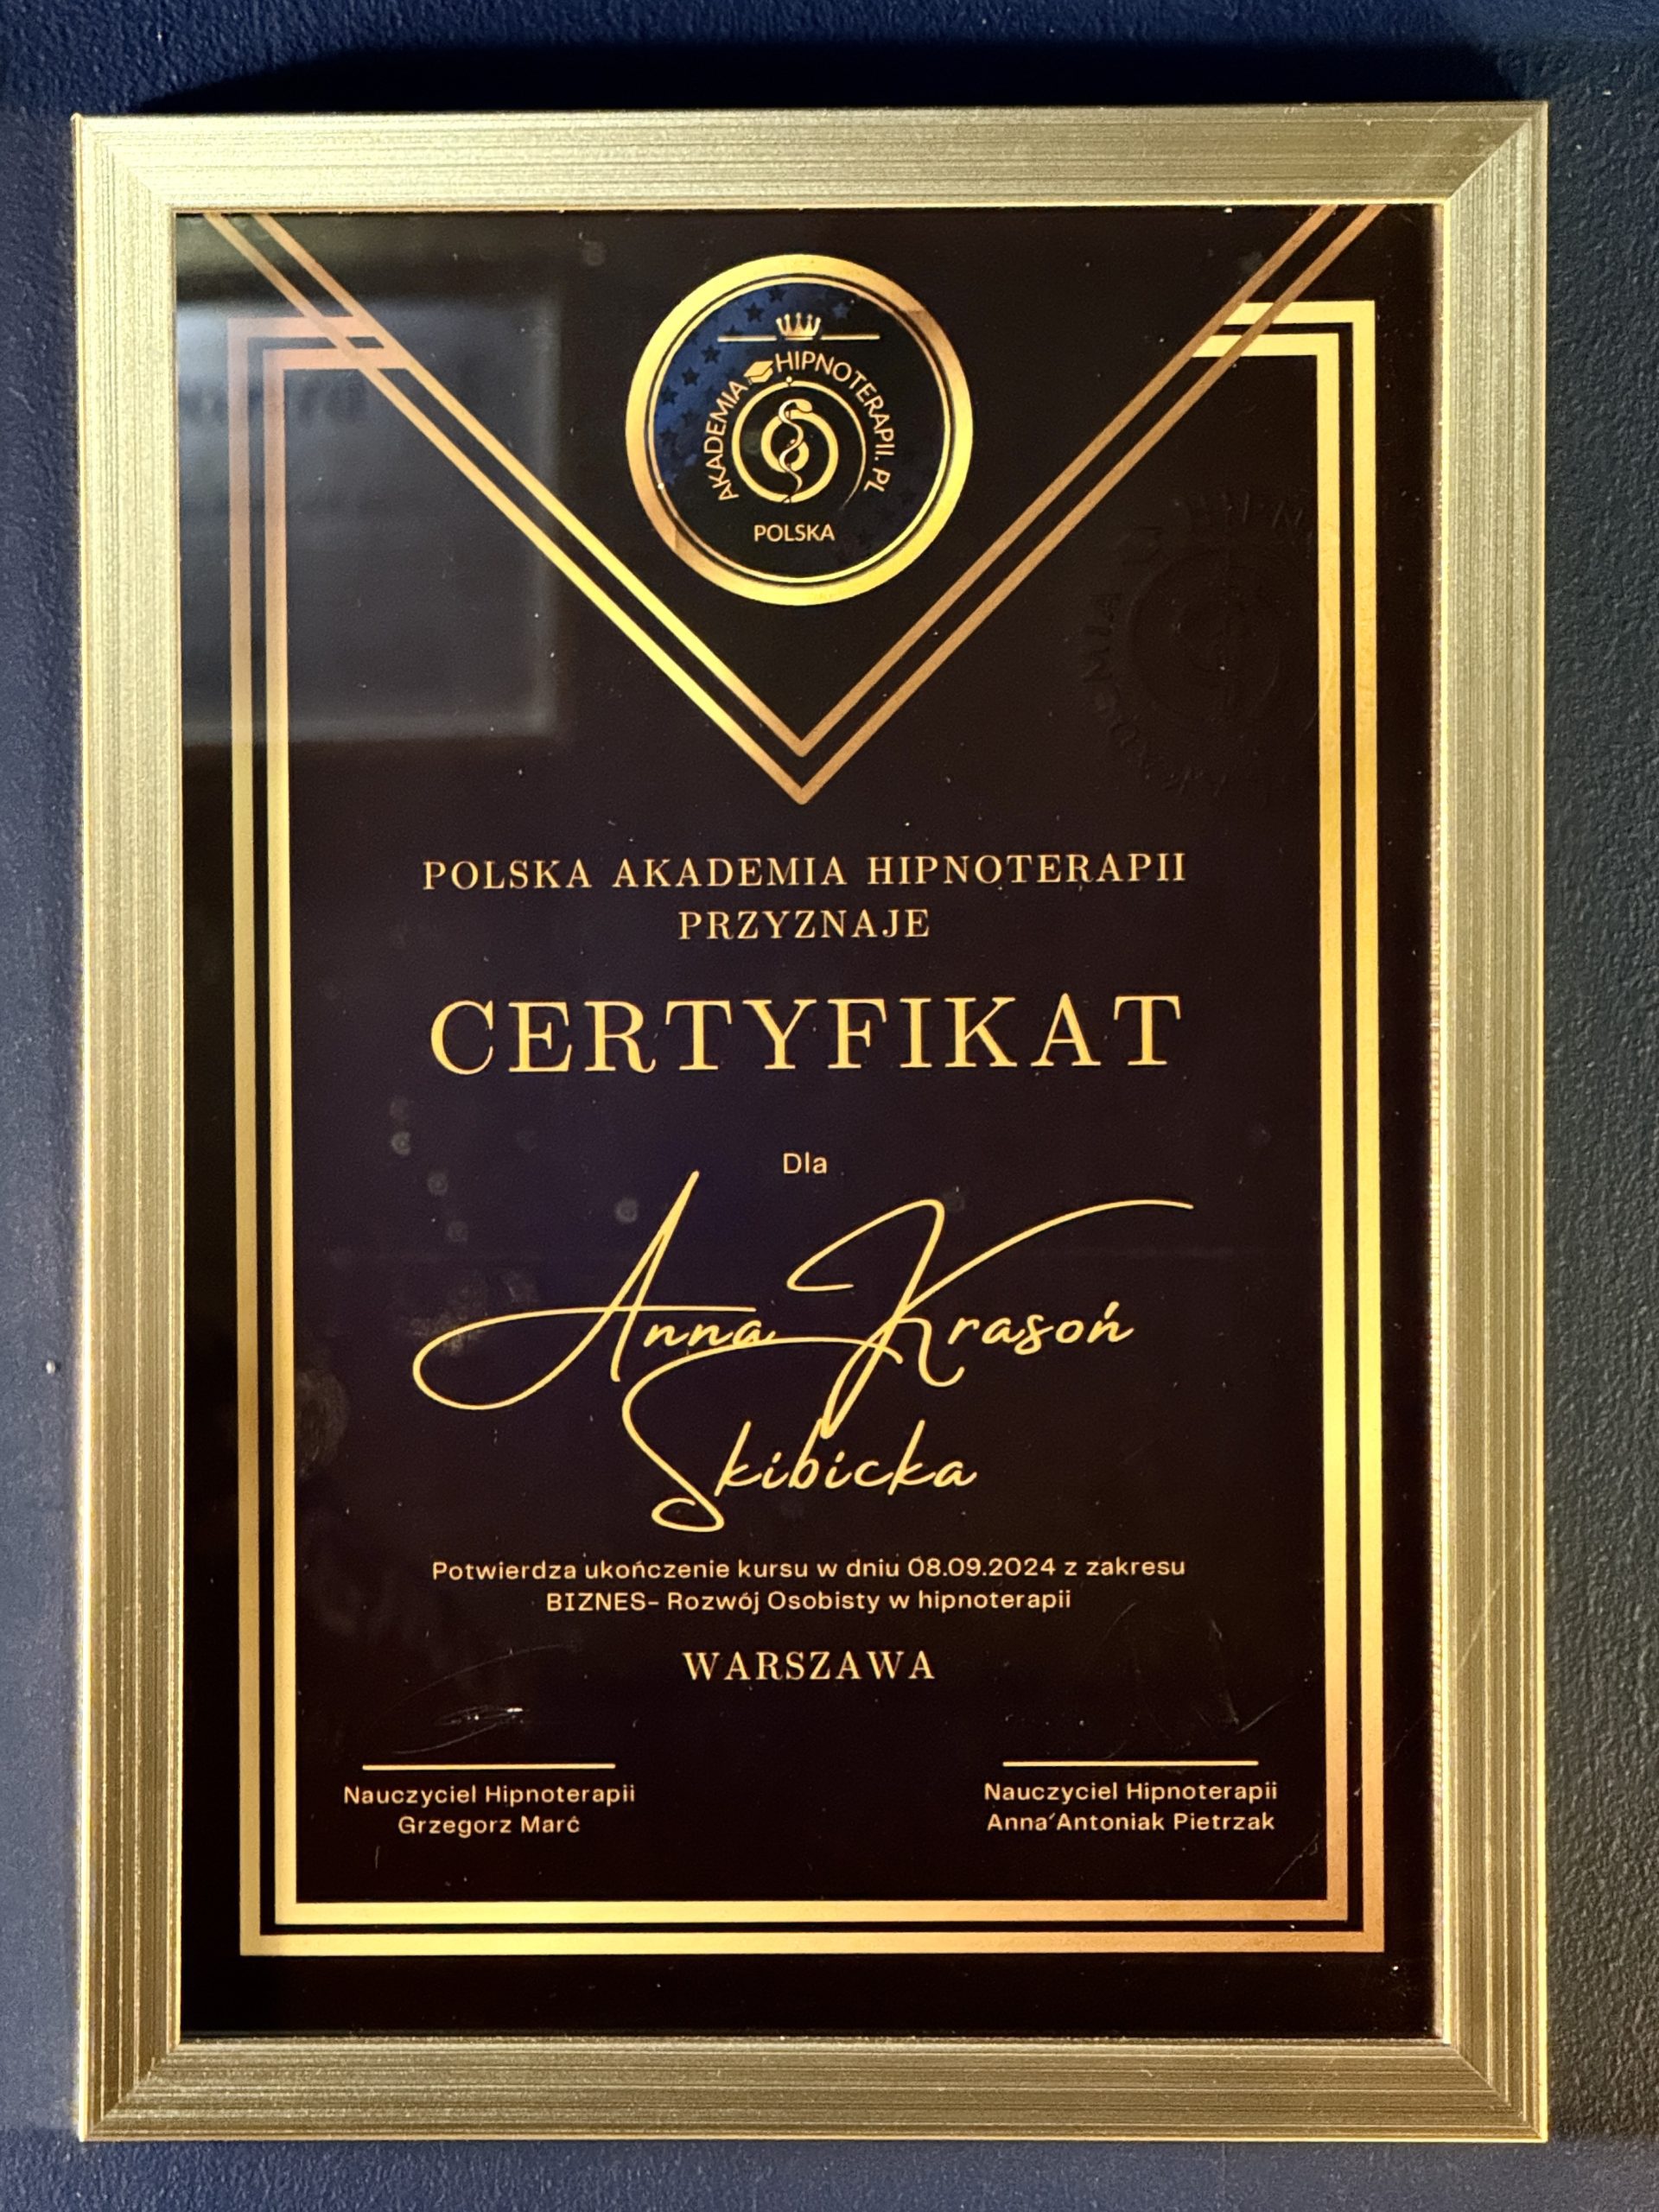 AKADEMIA HIPNOTERAPII.PL
POLSKA
POLSKA AKADEMIA HIPNOTERAPII
PRZYZNAJE
CERTYFIKAT
Dla
Anna Krasoń
Skibicka
Potwierdza ukończenie kursu w dniu 08.09.2024 z zakresu
BIZNES- Rozwój Osobisty w hipnoterapii
WARSZAWA
Nauczyciel Hipnoterapii
Grzegorz Marć
Nauczyciel Hipnoterapii
Anna Antoniak Pietrzak